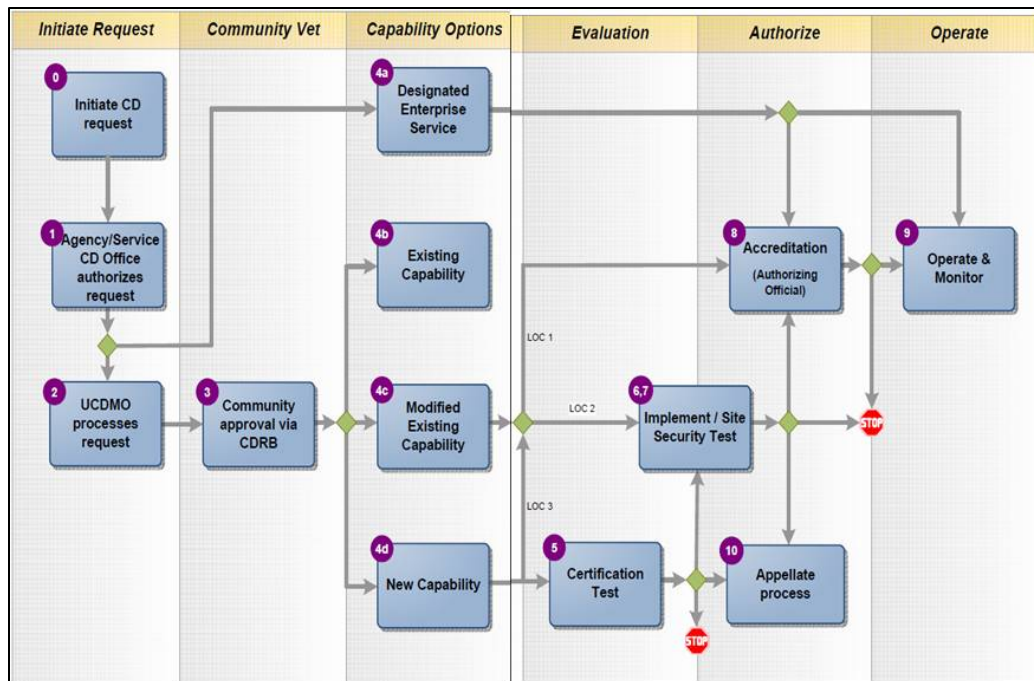 Initiate Request
Community Vet
Capability Options
Evaluation
Authorize
Operate
0
Initiate CD
request
1
Agency/Service
CD Office
authorizes
request
2
UCDMO
processes
request
3
Community
approval via
CDRB
4a
Designated
Enterprise
Service
4b
Existing
Capability
4c
Modified
Existing
Capability
4d
New Capability
LOC 1
LOC 2
LOC 3
5
Certification
Test
6,7
Implement / Site
Security Test
8
Accreditation
(Authorizing
Official)
9
Operate &
Monitor
10
Appellate
process
STOP
STOP